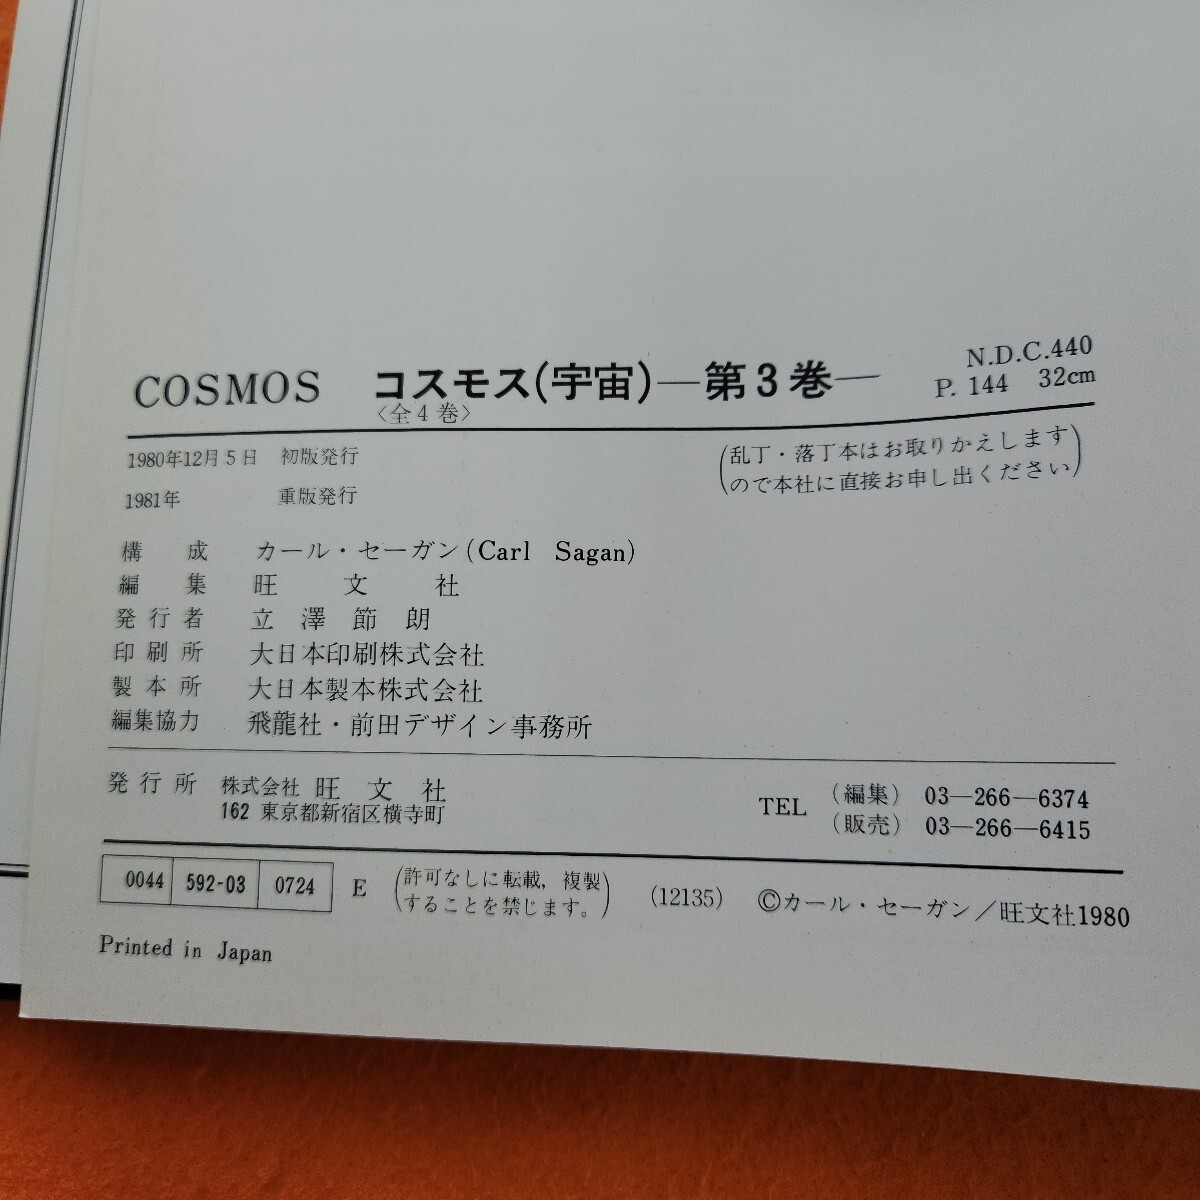 COSMOS コスモス(宇宙)—第3巻—
〈全4巻〉
N.D.C.440
P. 144 32cm
1980年12月5日 初版発行
1981年 重版発行
(乱丁・落丁本はお取りかえします
ので本社に直接お申し出ください)
構成 カール・セーガン(Carl Sagan)
編集 旺文社
発行者 立澤節朗
印刷所 大日本印刷株式会社
製本所 大日本製本株式会社
編集協力 飛龍社・前田デザイン事務所
発行所 株式会社 旺文社
162 東京都新宿区横寺町
TEL (編集) 03—266—6374
(販売) 03—266—6415
0044 592-03 0724 E
(許可なしに転載,複製
することを禁じます。)
(12135) ©カール・セーガン/旺文社1980
Printed in Japan